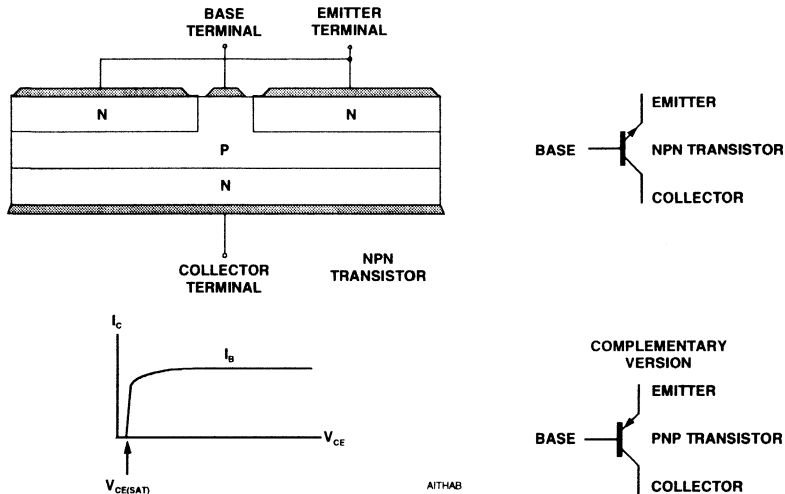 BASE
TERMINAL
EMITTER
TERMINAL
N
N
P
N
COLLECTOR
TERMINAL
NPN
TRANSISTOR
EMITTER
BASE
NPN TRANSISTOR
COLLECTOR
I_C
I_B
V_CE
V_CE(SAT)
AITHAB
COMPLEMENTARY
VERSION
EMITTER
BASE
PNP TRANSISTOR
COLLECTOR